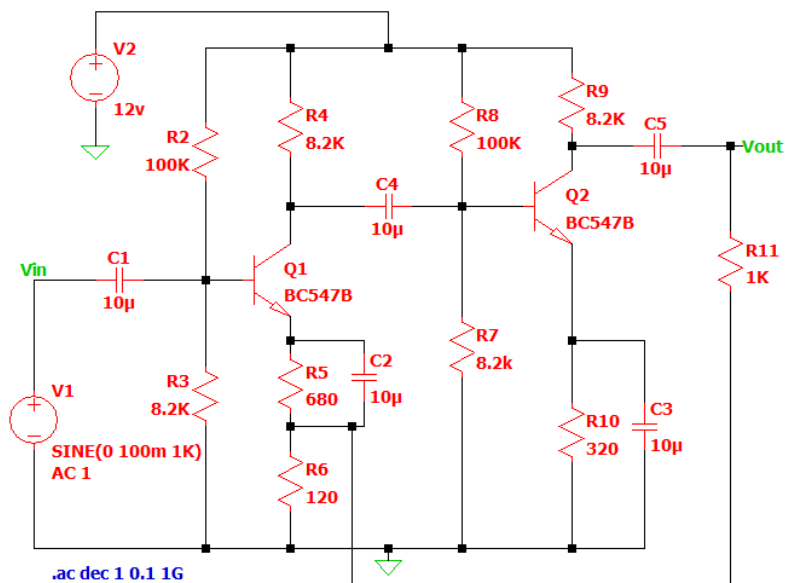 V2
12v
R2
100K
R4
8.2K
R8
100K
R9
8.2K
C5
10µ
Vout
C4
10µ
Q2
BC547B
R11
1K
Vin
C1
10µ
Q1
BC547B
R7
8.2k
V1
SINE(0 100m 1K)
AC 1
R3
8.2K
R5
680
C2
10µ
R6
120
R10
320
C3
10µ
.ac dec 1 0.1 1G